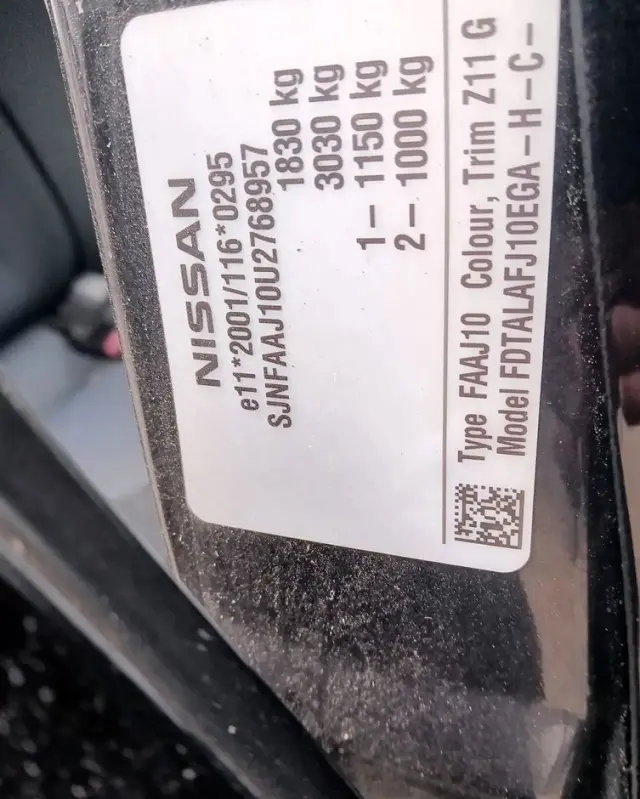 NISSAN
e11*2001/116*0295
SJNFAAJ10U2768957
1830 kg
3030 kg
1- 1150 kg
2- 1000 kg
Type FAAJ10 Colour, Trim Z11 G
Model FDTALAFJ10EGA-H-C-